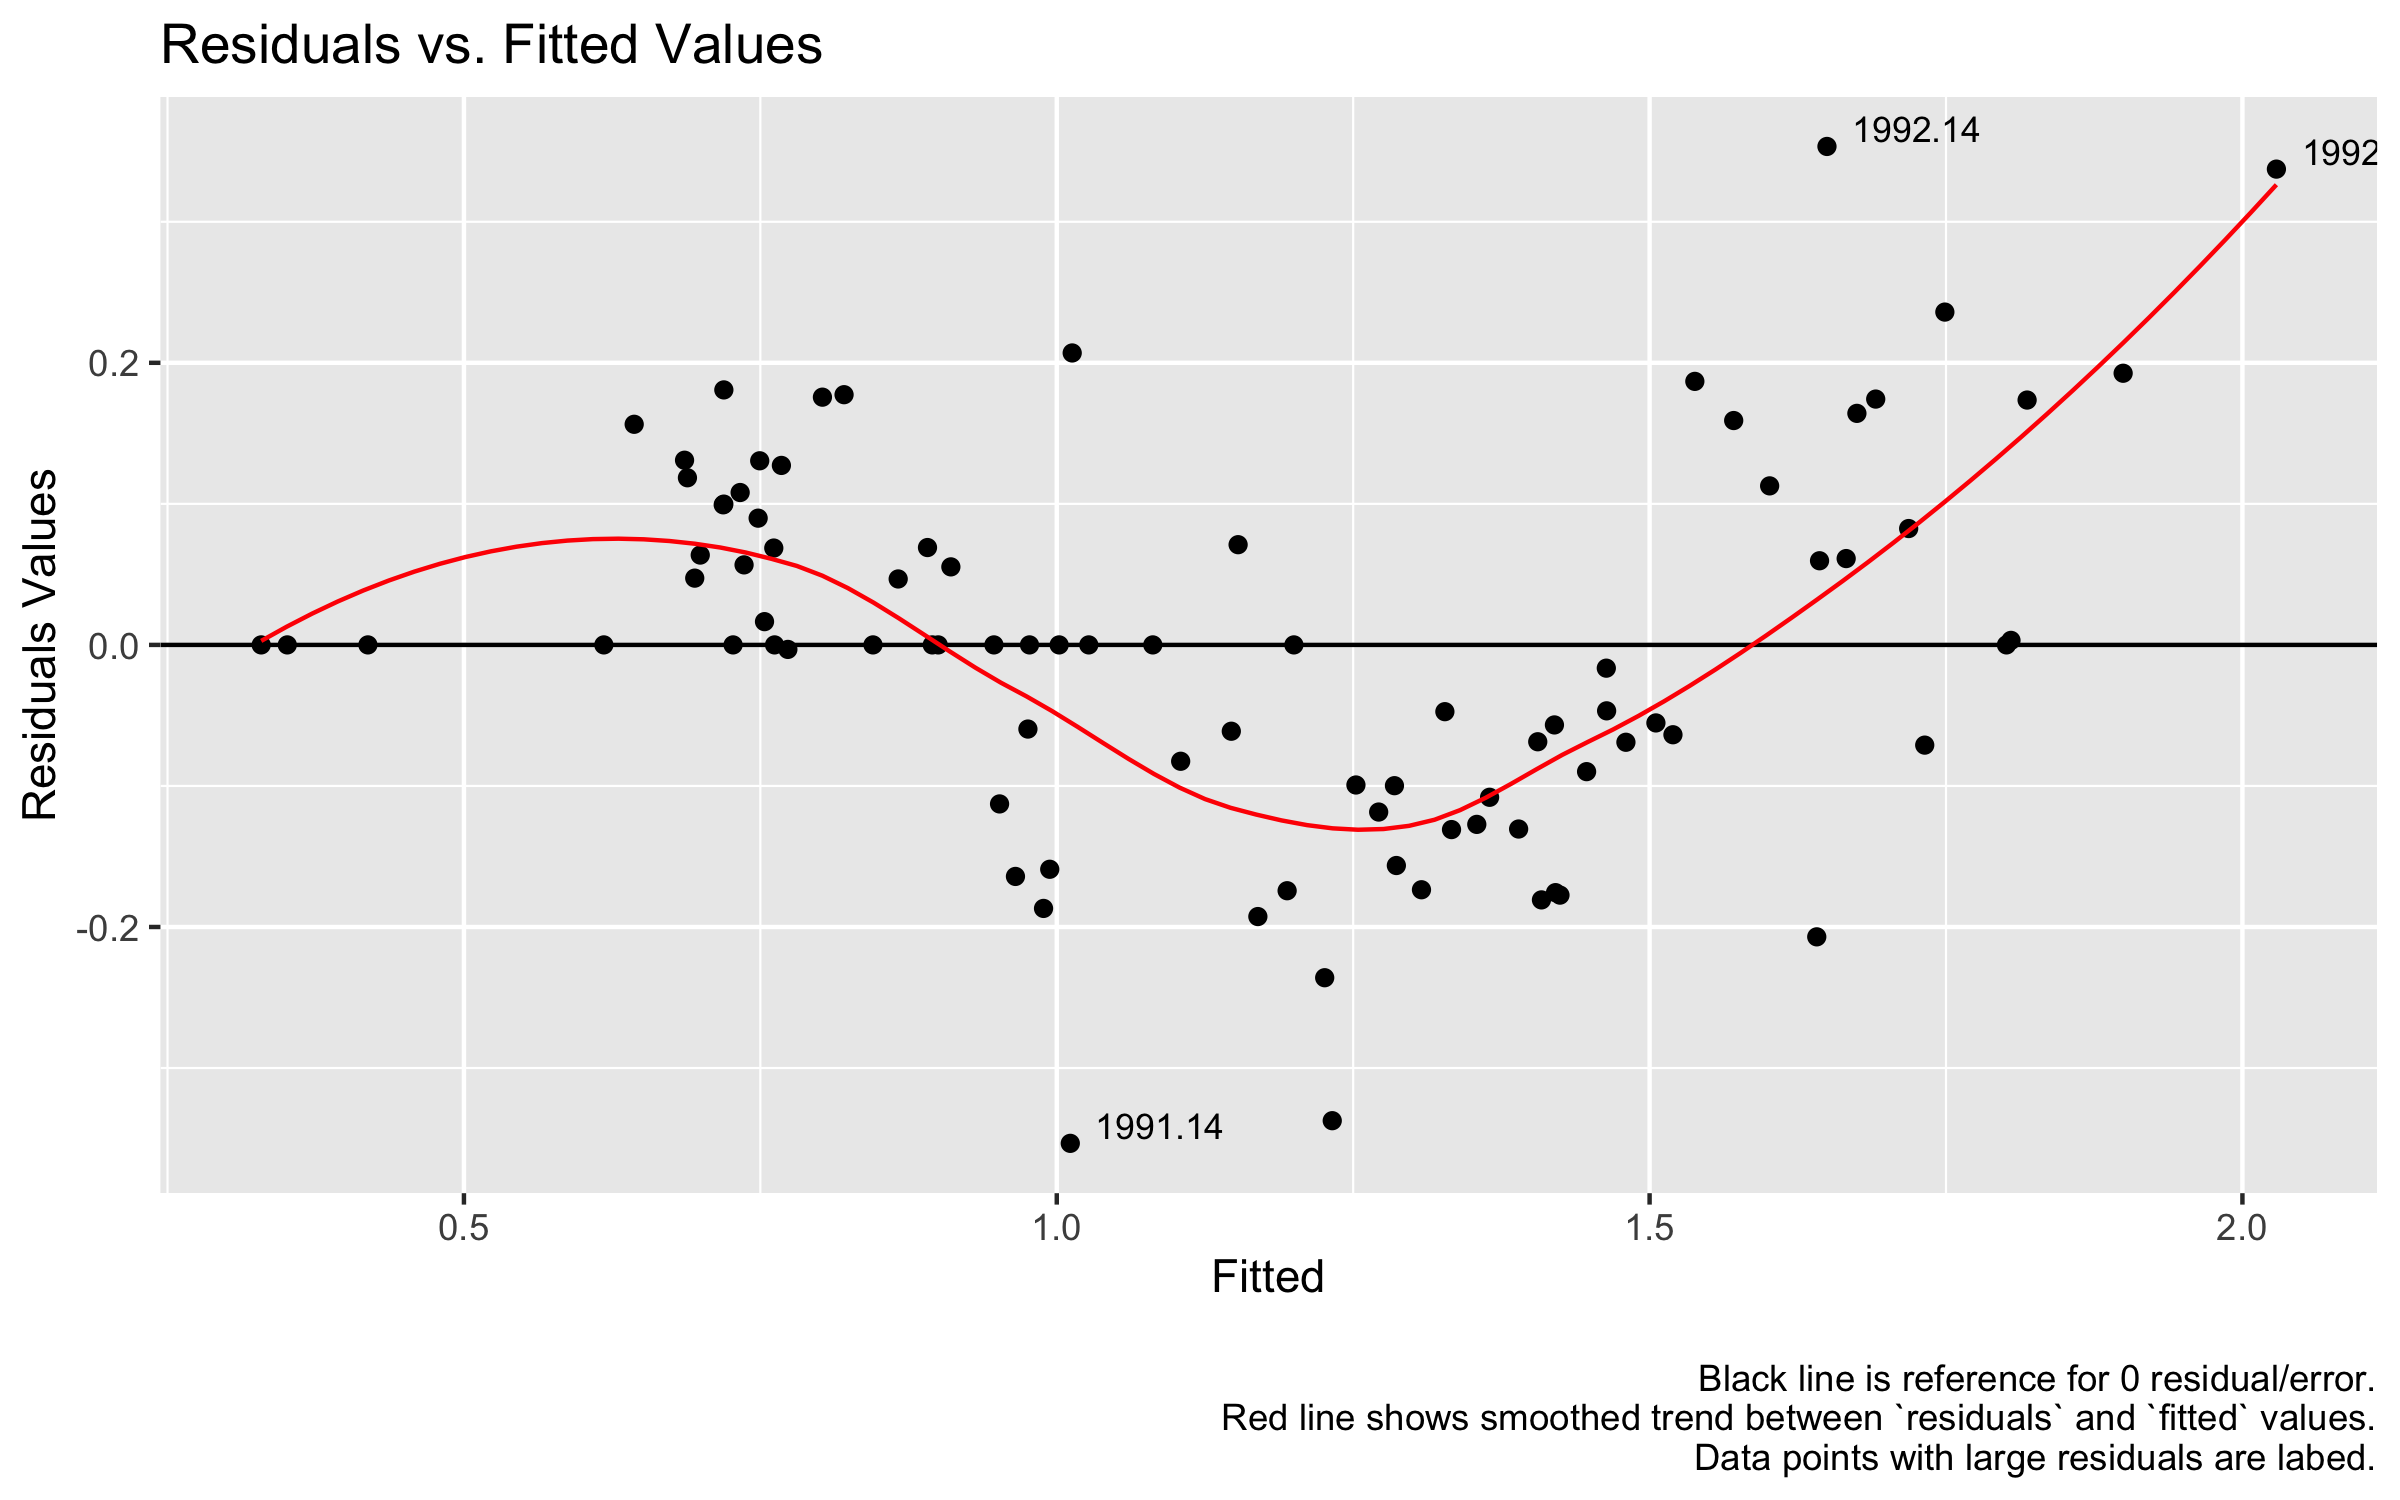 Residuals vs. Fitted Values
1992.14
1992
0.2
0.0
-0.2
Residuals Values
1991.14
0.5 1.0 1.5 2.0
Fitted
Black line is reference for 0 residual/error.
Red line shows smoothed trend between `residuals` and `fitted` values.
Data points with large residuals are labed.